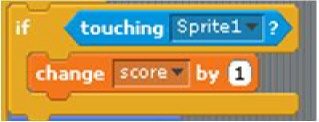 if touching Sprite1 ?
change score by 1